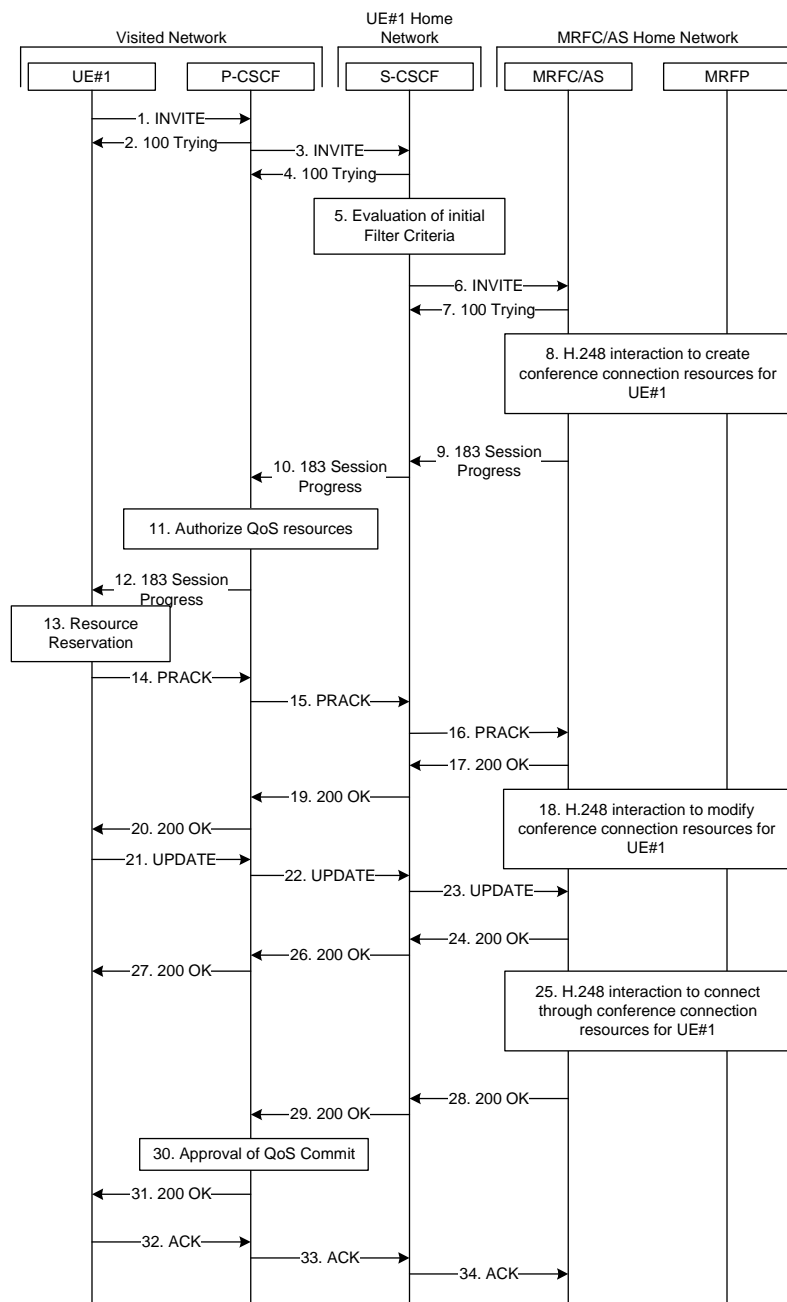 UE#1 Home
Network
Visited Network
MRFC/AS Home Network
UE#1
P-CSCF
S-CSCF
MRFC/AS
MRFP
1. INVITE
2. 100 Trying
3. INVITE
4. 100 Trying
5. Evaluation of initial
Filter Criteria
6. INVITE
7. 100 Trying
8. H.248 interaction to create
conference connection resources for
UE#1
9. 183 Session
Progress
10. 183 Session
Progress
11. Authorize QoS resources
12. 183 Session
Progress
13. Resource
Reservation
14. PRACK
15. PRACK
16. PRACK
17. 200 OK
19. 200 OK
18. H.248 interaction to modify
conference connection resources for
UE#1
20. 200 OK
21. UPDATE
22. UPDATE
23. UPDATE
24. 200 OK
26. 200 OK
27. 200 OK
25. H.248 interaction to connect
through conference connection
resources for UE#1
28. 200 OK
29. 200 OK
30. Approval of QoS Commit
31. 200 OK
32. ACK
33. ACK
34. ACK